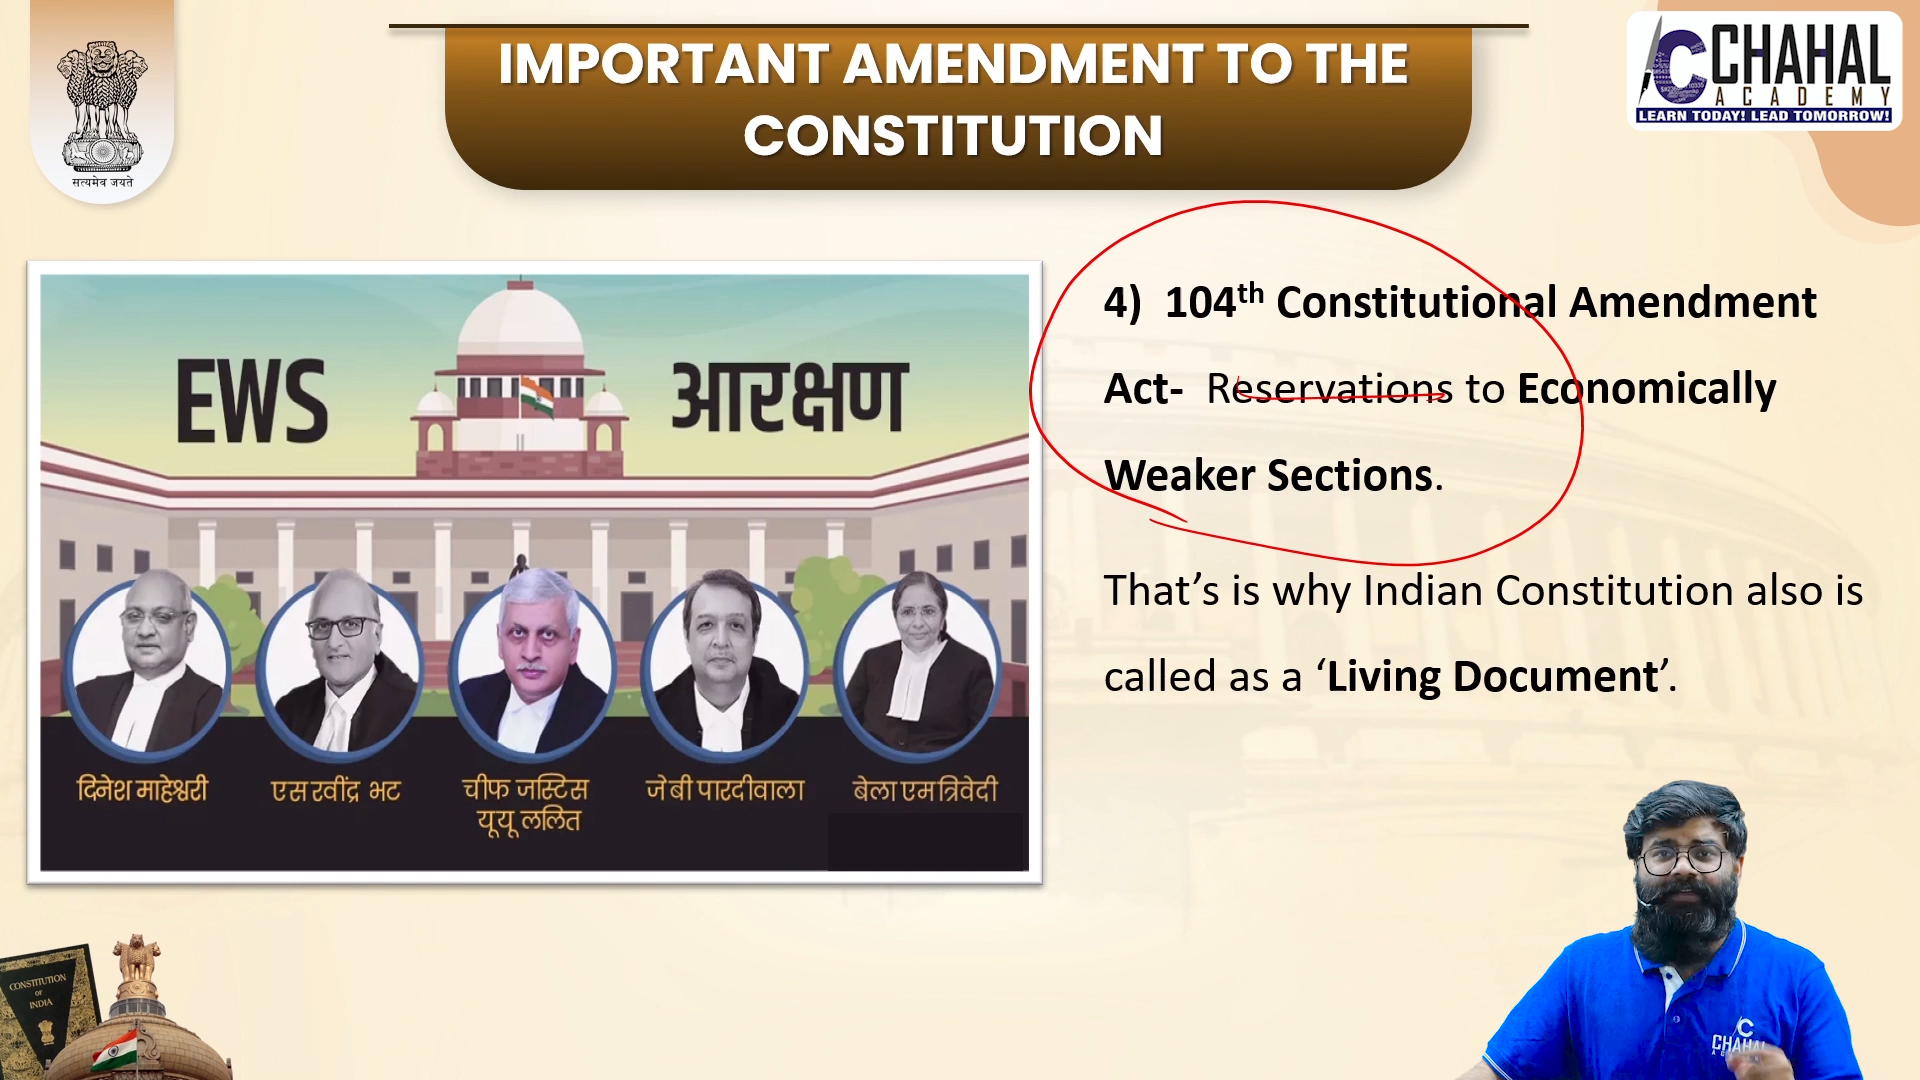 IMPORTANT AMENDMENT TO THE
CONSTITUTION
सत्यमेव जयते
CHAHAL
ACADEMY
LEARN TODAY! LEAD TOMORROW!
EWS
आरक्षण
दिनेश माहेश्वरी
एस रवींद्र भट
चीफ जस्टिस
यूयू ललित
जे बी पारदीवाला
बेला एम त्रिवेदी
4) 104th Constitutional Amendment
Act- Reservations to Economically
Weaker Sections.
That’s is why Indian Constitution also is
called as a ‘Living Document’.
CONSTITUTION
OF
INDIA
CHAHAL